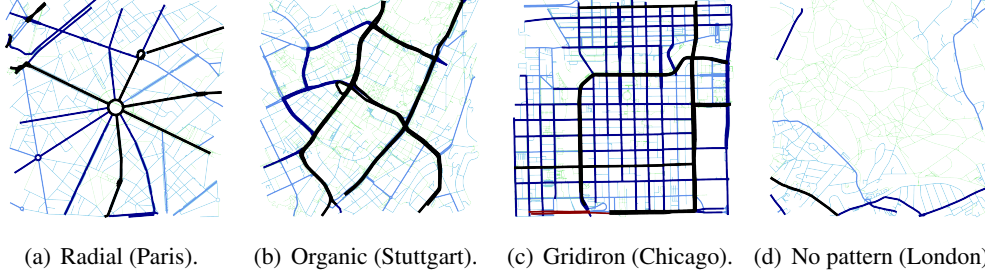 (a) Radial (Paris). (b) Organic (Stuttgart). (c) Gridiron (Chicago). (d) No pattern (London)